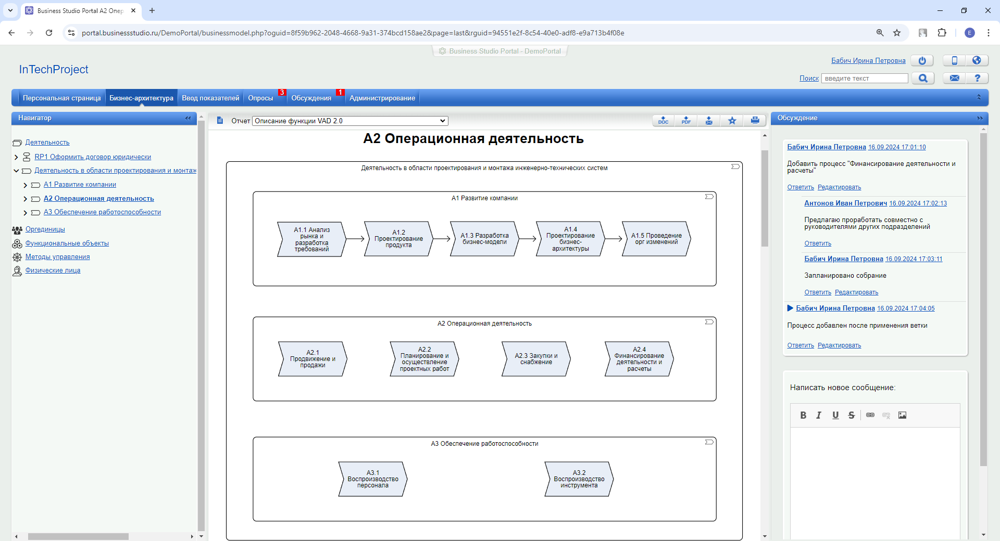 Business Studio Portal A2 Опер
portal.businessstudio.ru/DemoPortal/businessmodel.php?oguid=8f59b962-2048-4668-9a31-374bcd158ae2&page=last&rguid=94551e2f-8c54-40e0-adf8-e9a713b4f08e
E
Business Studio Portal - DemoPortal
InTechProject
Бабич Ирина Петровна
Поиск
введите текст
?
Персональная страница
Бизнес-архитектура
Ввод показателей
Опросы
3
Обсуждения
1
Администрирование
Навигатор
Деятельность
RP1 Оформить договор юридически
Деятельность в области проектирования и монтаж
A1 Развитие компании
A2 Операционная деятельность
A3 Обеспечение работоспособности
Оргединицы
Функциональные объекты
Методы управления
Физические лица
Отчет
Описание функции VAD 2.0
DOC
PDF
A2 Операционная деятельность
Деятельность в области проектирования и монтажа инженерно-технических систем
A1 Развитие компании
A1.1 Анализ
рынка и
разработка
требований
A1.2
Проектирование
продукта
A1.3 Разработка
бизнес-модели
A1.4
Проектирование
бизнес-
архитектуры
A1.5 Проведение
орг изменений
A2 Операционная деятельность
A2.1
Продвижение и
продажи
A2.2
Планирование и
осуществление
проектных работ
A2.3 Закупки и
снабжение
A2.4
Финансирование
деятельности и
расчеты
A3 Обеспечение работоспособности
A3.1
Воспроизводство
персонала
A3.2
Воспроизводство
инструмента
Обсуждение
Бабич Ирина Петровна 16.09.2024 17:01:10
Добавить процесс "Финансирование деятельности и
расчеты"
Ответить Редактировать
Антонов Иван Петрович 16.09.2024 17:02:13
Предлагаю проработать совместно с
руководителями других подразделений
Ответить
Бабич Ирина Петровна 16.09.2024 17:03:11
Запланировано собрание
Ответить Редактировать
Бабич Ирина Петровна 16.09.2024 17:04:05
Процесс добавлен после применения ветки
Ответить Редактировать
Написать новое сообщение:
B I U S